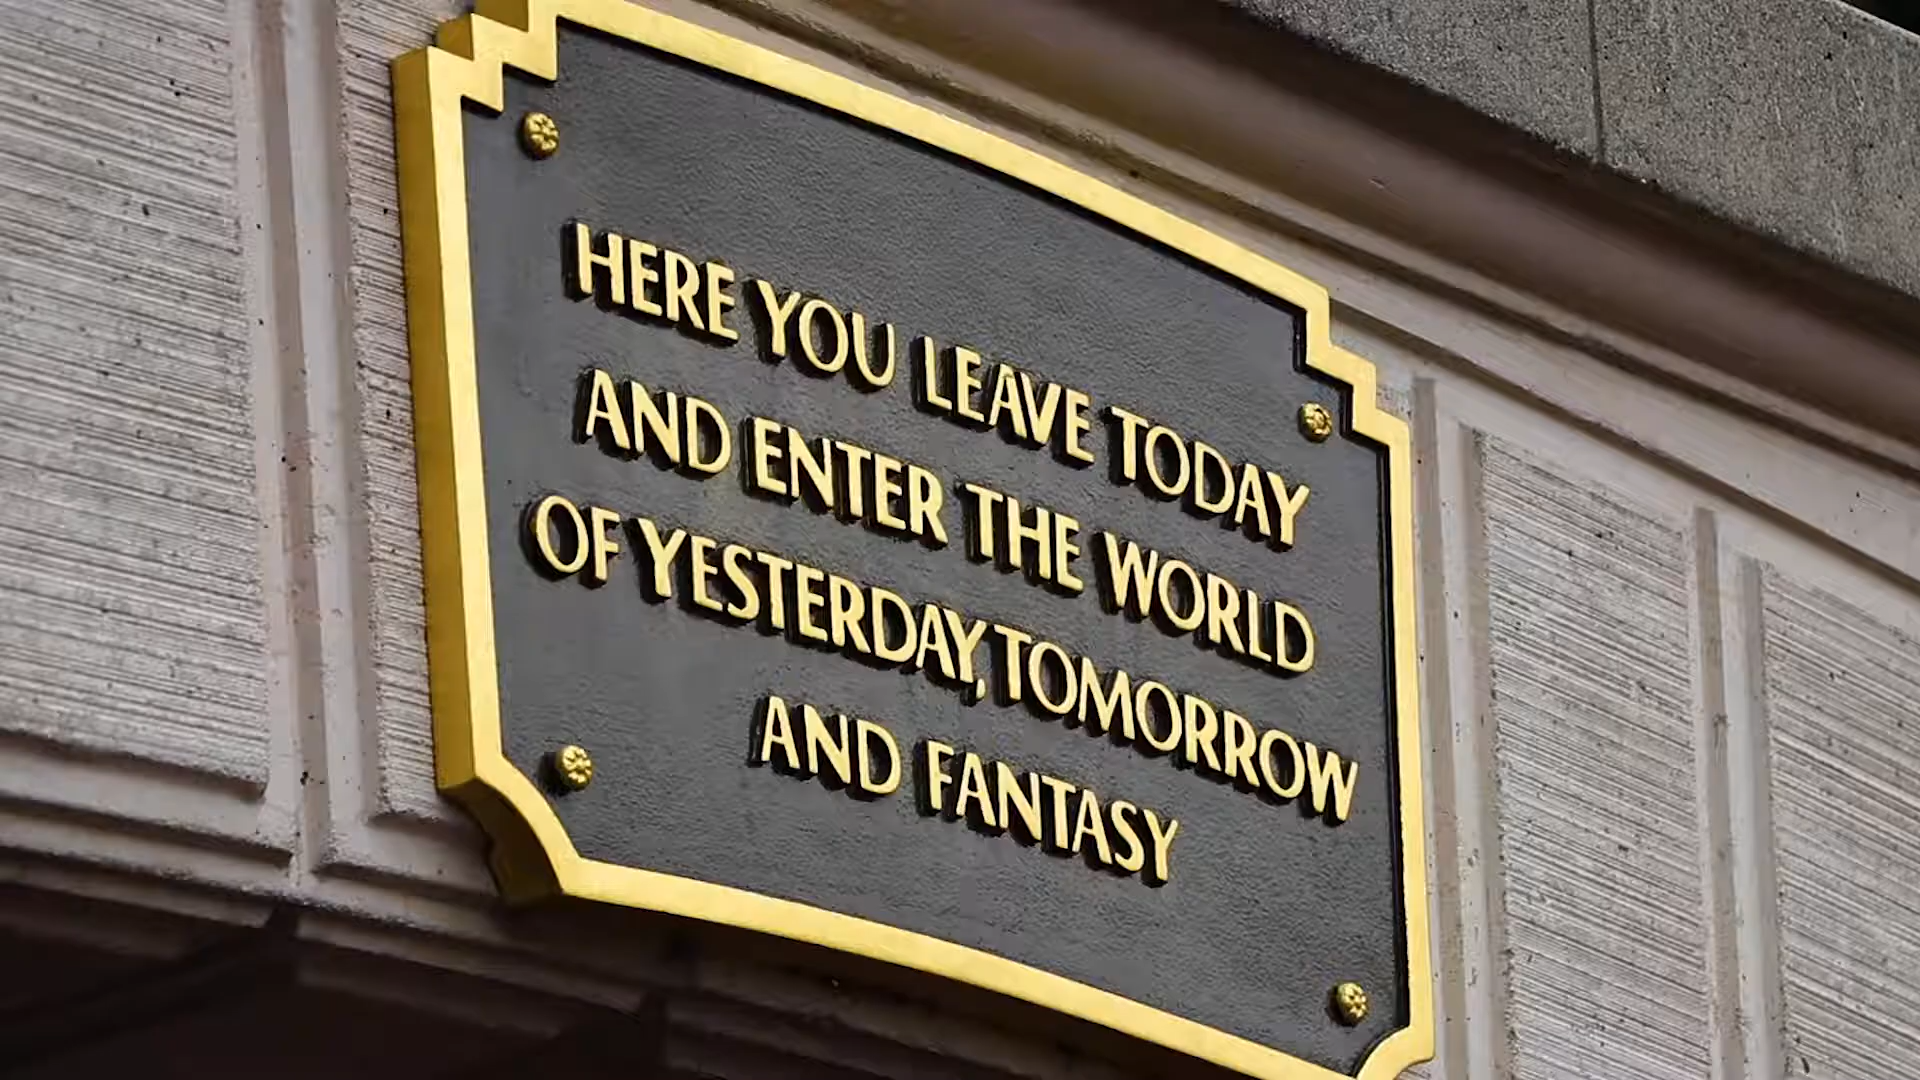 HERE YOU LEAVE TODAY
AND ENTER THE WORLD
OF YESTERDAY, TOMORROW
AND FANTASY